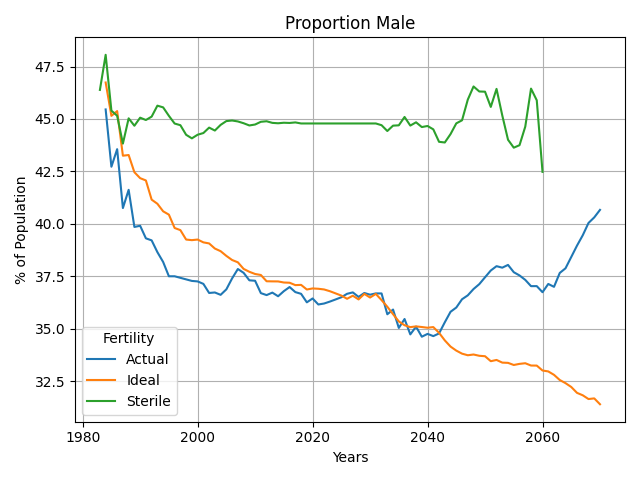 Proportion Male
% of Population
47.5
45.0
42.5
40.0
37.5
35.0
32.5
Fertility
Actual
Ideal
Sterile
1980
2000
2020
2040
2060
Years